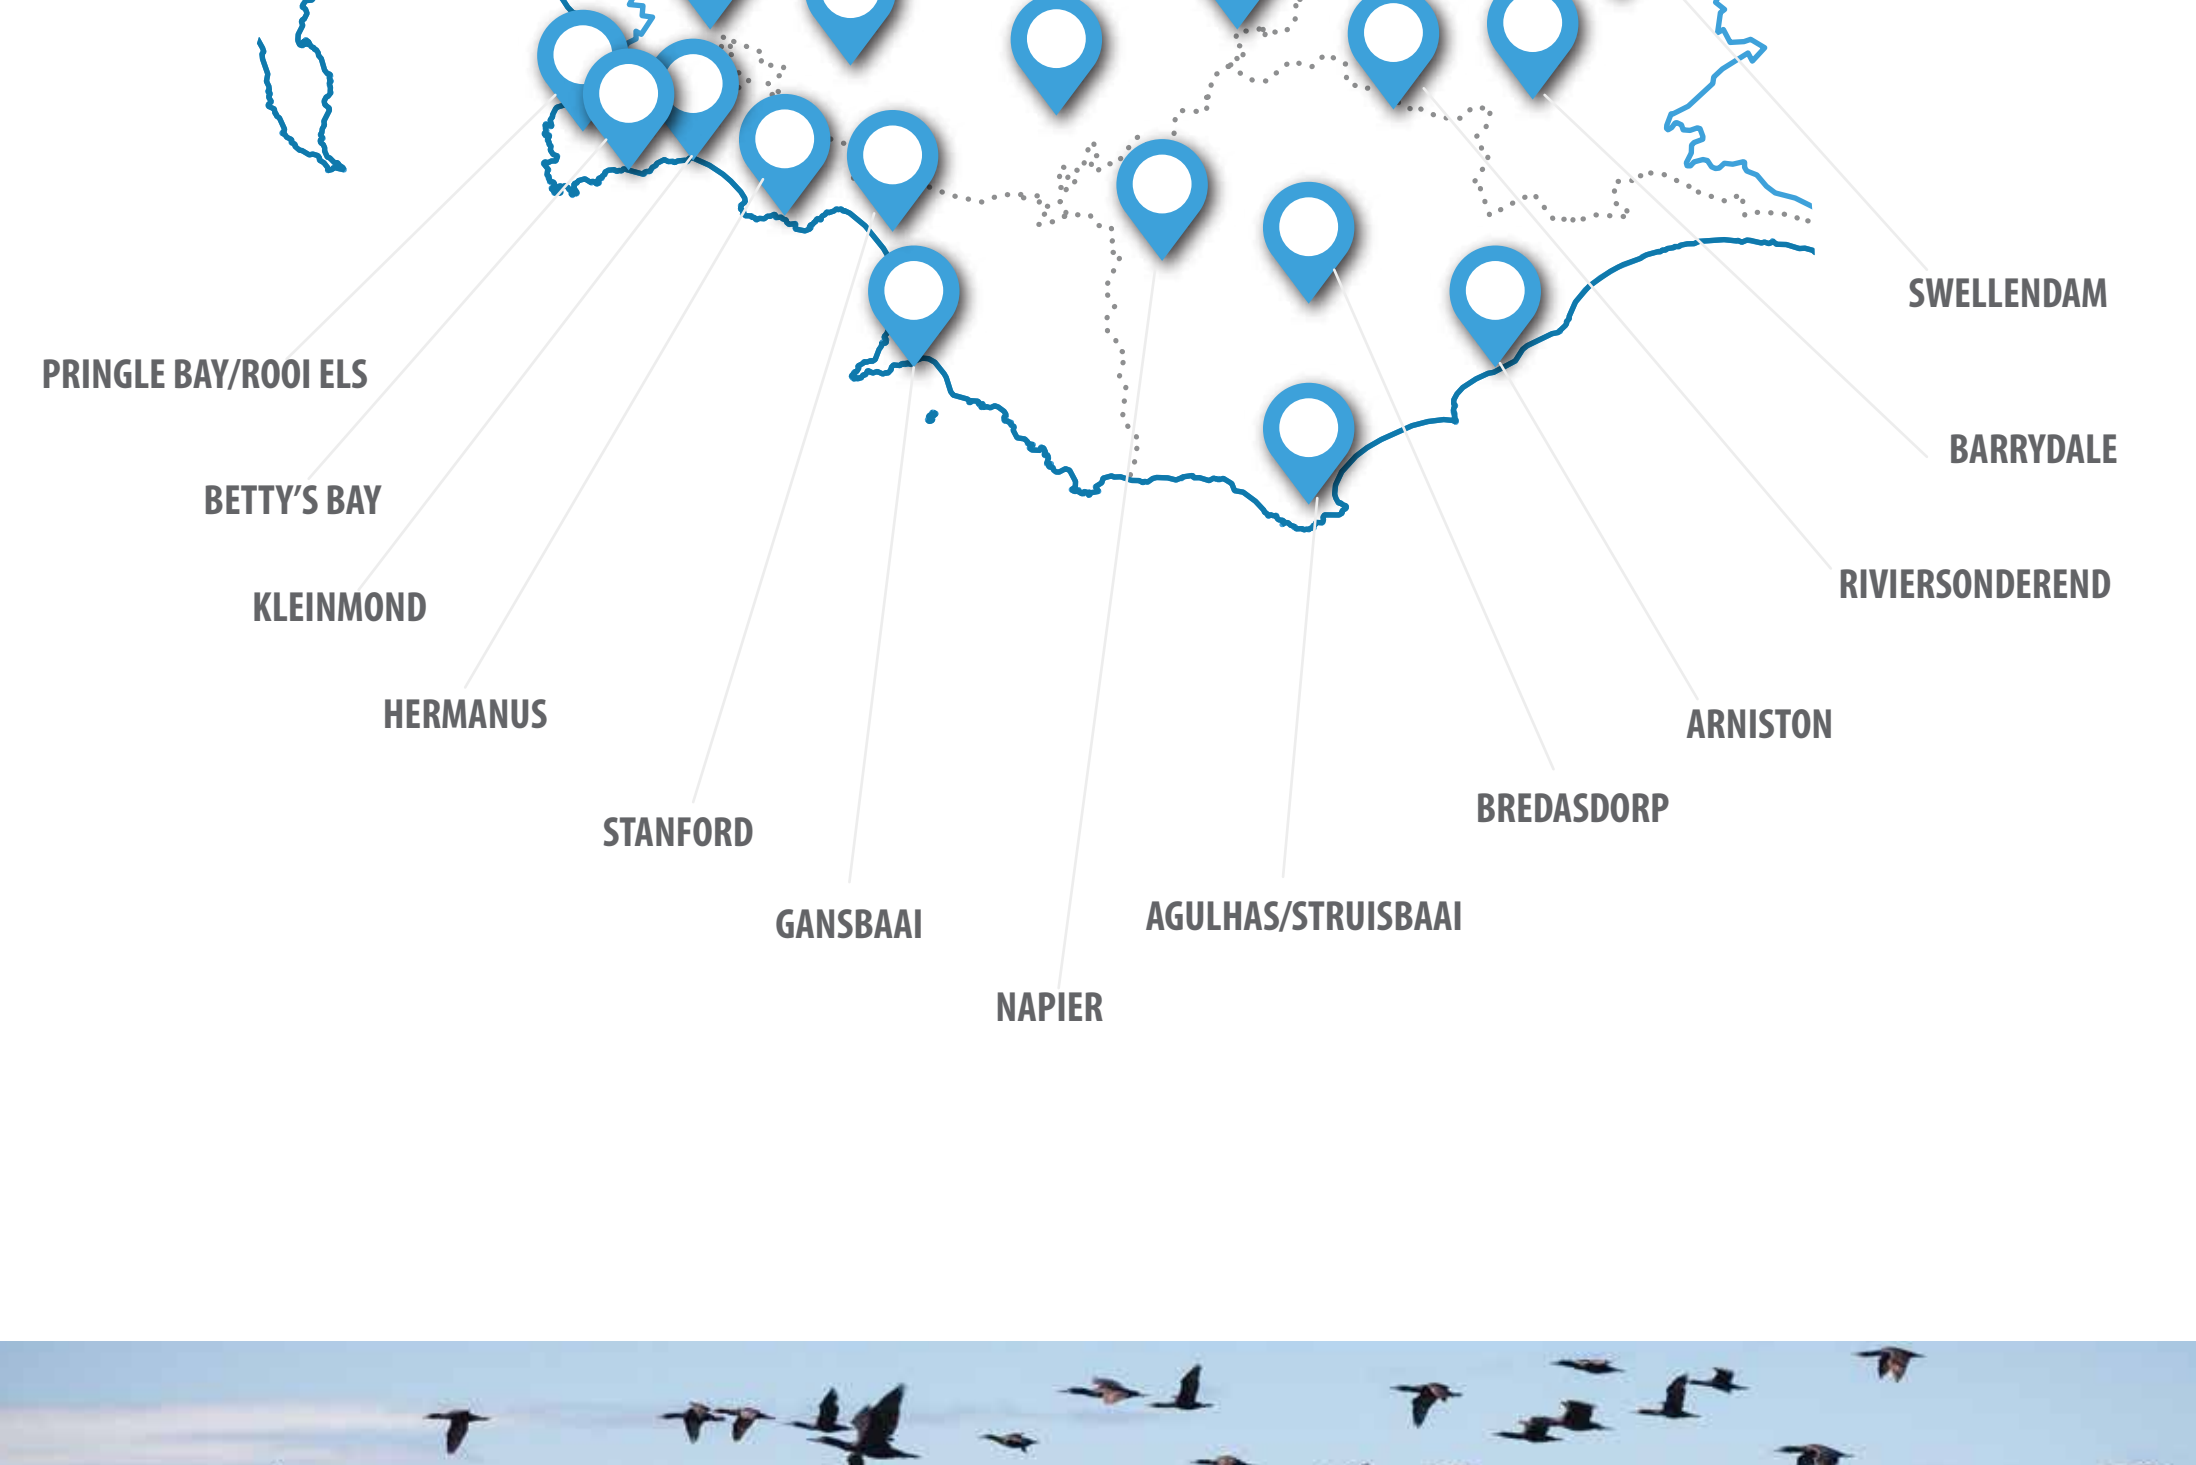 SWELLENDAM
PRINGLE BAY/ROOI ELS
BARRYDALE
BETTY’S BAY
RIVIERSONDEREND
KLEINMOND
HERMANUS
ARNISTON
BREDASDORP
STANFORD
AGULHAS/STRUISBAAI
GANSBAAI
NAPIER